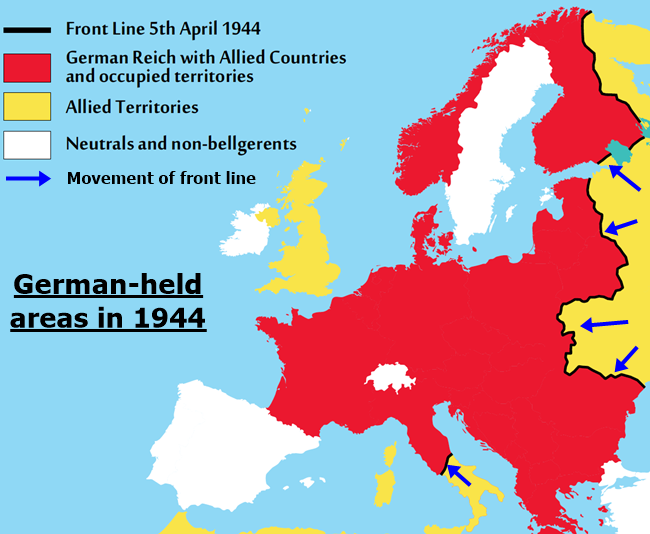 Front Line 5th April 1944
German Reich with Allied Countries
and occupied territories
Allied Territories
Neutrals and non-bellgerents
Movement of front line
German-held
areas in 1944